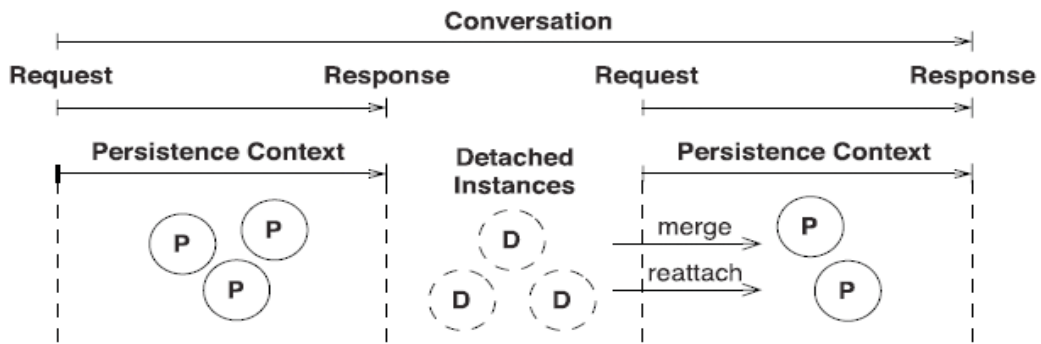 Conversation
Request Response Request Response
Persistence Context Detached Instances Persistence Context
P P P
D D D
merge
reattach
P P